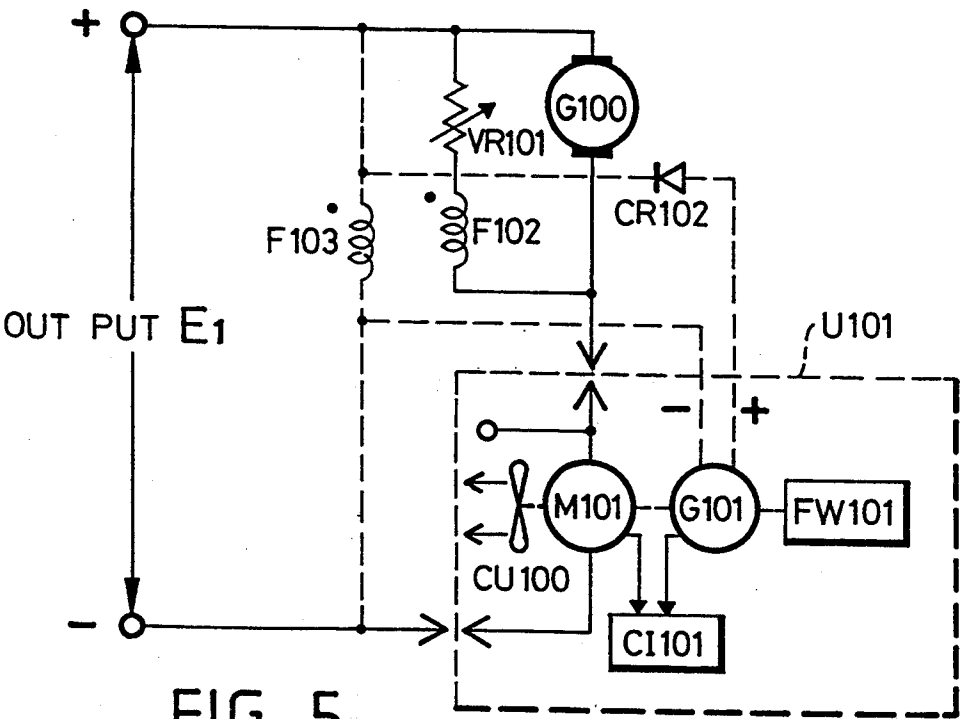 +
G100
VR101
CR102
F103
F102
OUT PUT E1
U101
- +
M101
G101
FW101
CU100
-
CI101
FIG. 5